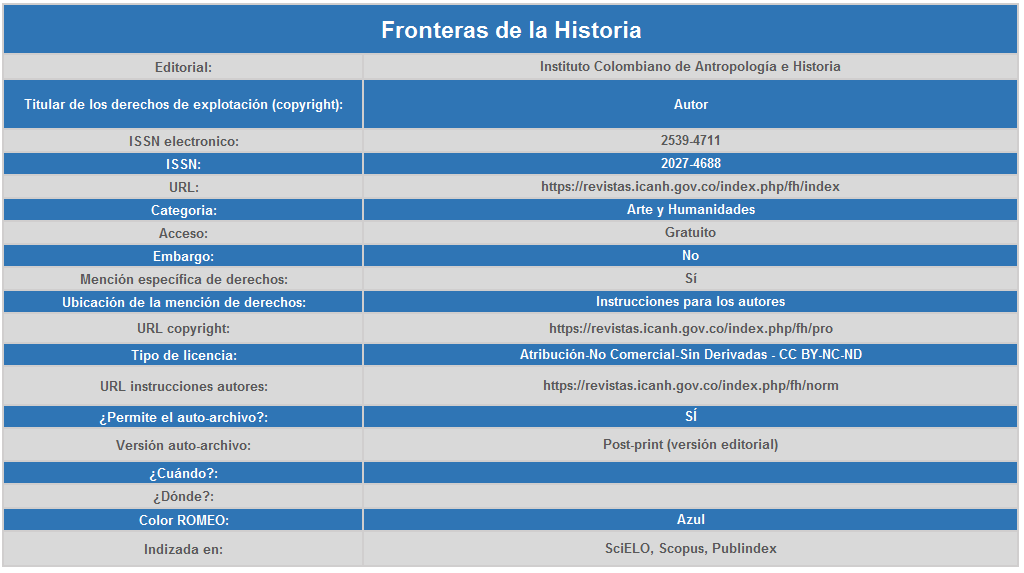 Fronteras de la Historia
Editorial: Instituto Colombiano de Antropología e Historia
Titular de los derechos de explotación (copyright): Autor
ISSN electronico: 2539-4711
ISSN: 2027-4688
URL: https://revistas.icanh.gov.co/index.php/fh/index
Categoria: Arte y Humanidades
Acceso: Gratuito
Embargo: No
Mención específica de derechos: Sí
Ubicación de la mención de derechos: Instrucciones para los autores
URL copyright: https://revistas.icanh.gov.co/index.php/fh/pro
Tipo de licencia: Atribución-No Comercial-Sin Derivadas - CC BY-NC-ND
URL instrucciones autores: https://revistas.icanh.gov.co/index.php/fh/norm
¿Permite el auto-archivo?: SÍ
Versión auto-archivo: Post-print (versión editorial)
¿Cuándo?:
¿Dónde?:
Color ROMEO: Azul
Indizada en: SciELO, Scopus, Publindex